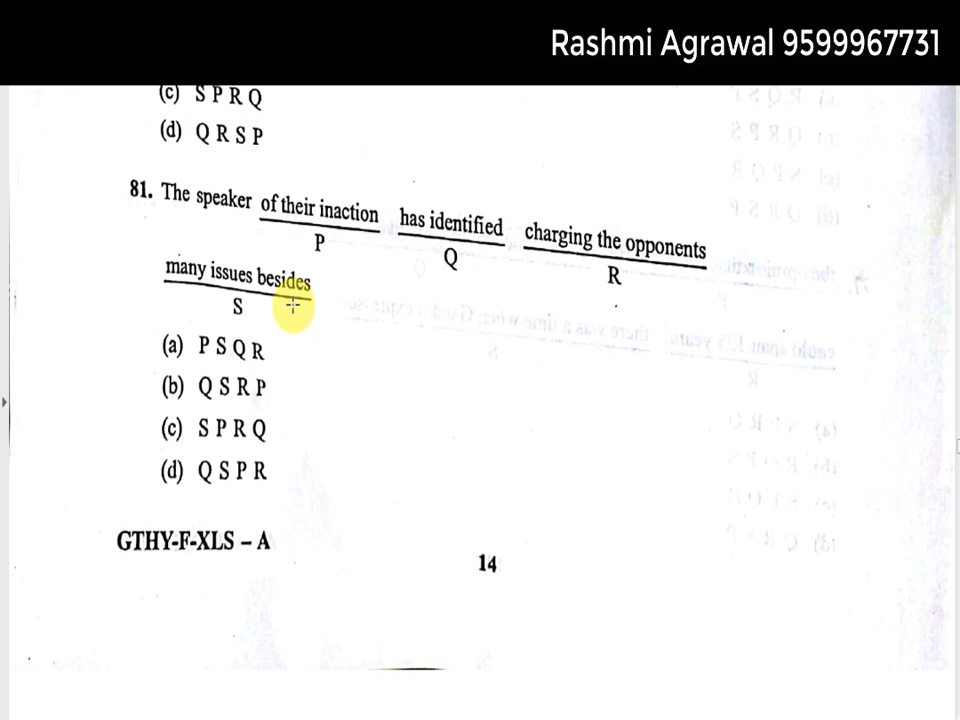 Rashmi Agrawal 9599967731
(c) S P R Q
(d) Q R S P
81. The speaker of their inaction has identified charging the opponents
P Q R
many issues besides
S
(a) P S Q R
(b) Q S R P
(c) S P R Q
(d) Q S P R
GTHY-F-XLS – A
14